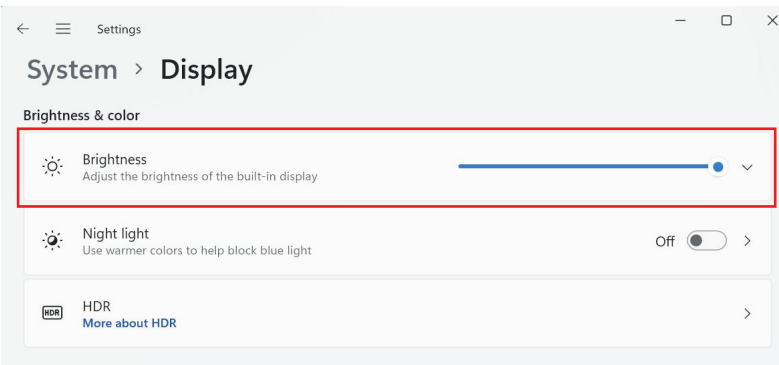 Settings
System > Display
Brightness & color
Brightness
Adjust the brightness of the built-in display
Night light
Use warmer colors to help block blue light
Off
HDR
HDR
More about HDR